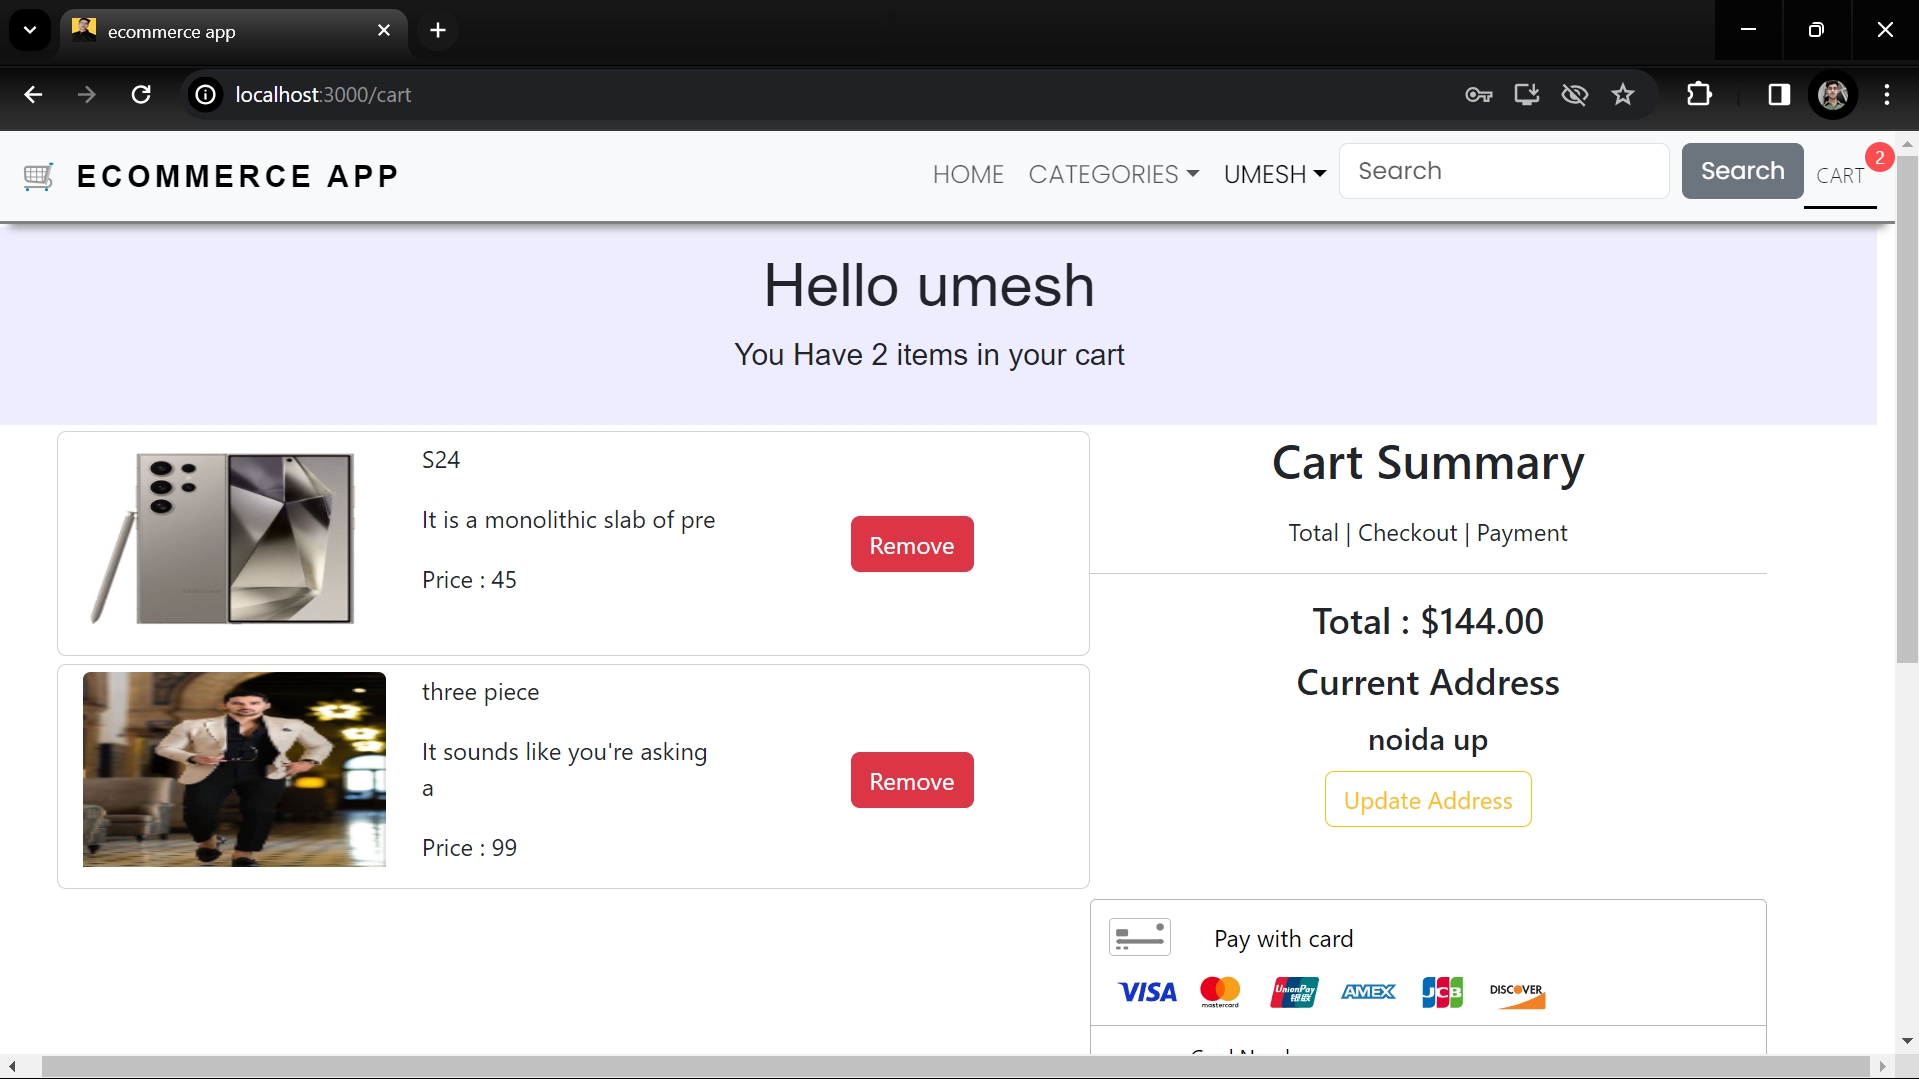 ecommerce app
localhost:3000/cart
ECOMMERCE APP
HOME
CATEGORIES
UMESH
Search
Search
CART
2
Hello umesh
You Have 2 items in your cart
S24
It is a monolithic slab of pre
Price : 45
Remove
three piece
It sounds like you're asking
a
Price : 99
Remove
Cart Summary
Total | Checkout | Payment
Total : $144.00
Current Address
noida up
Update Address
Pay with card
VISA
mastercard
UnionPay
银联
AMEX
JCB
DISCOVER